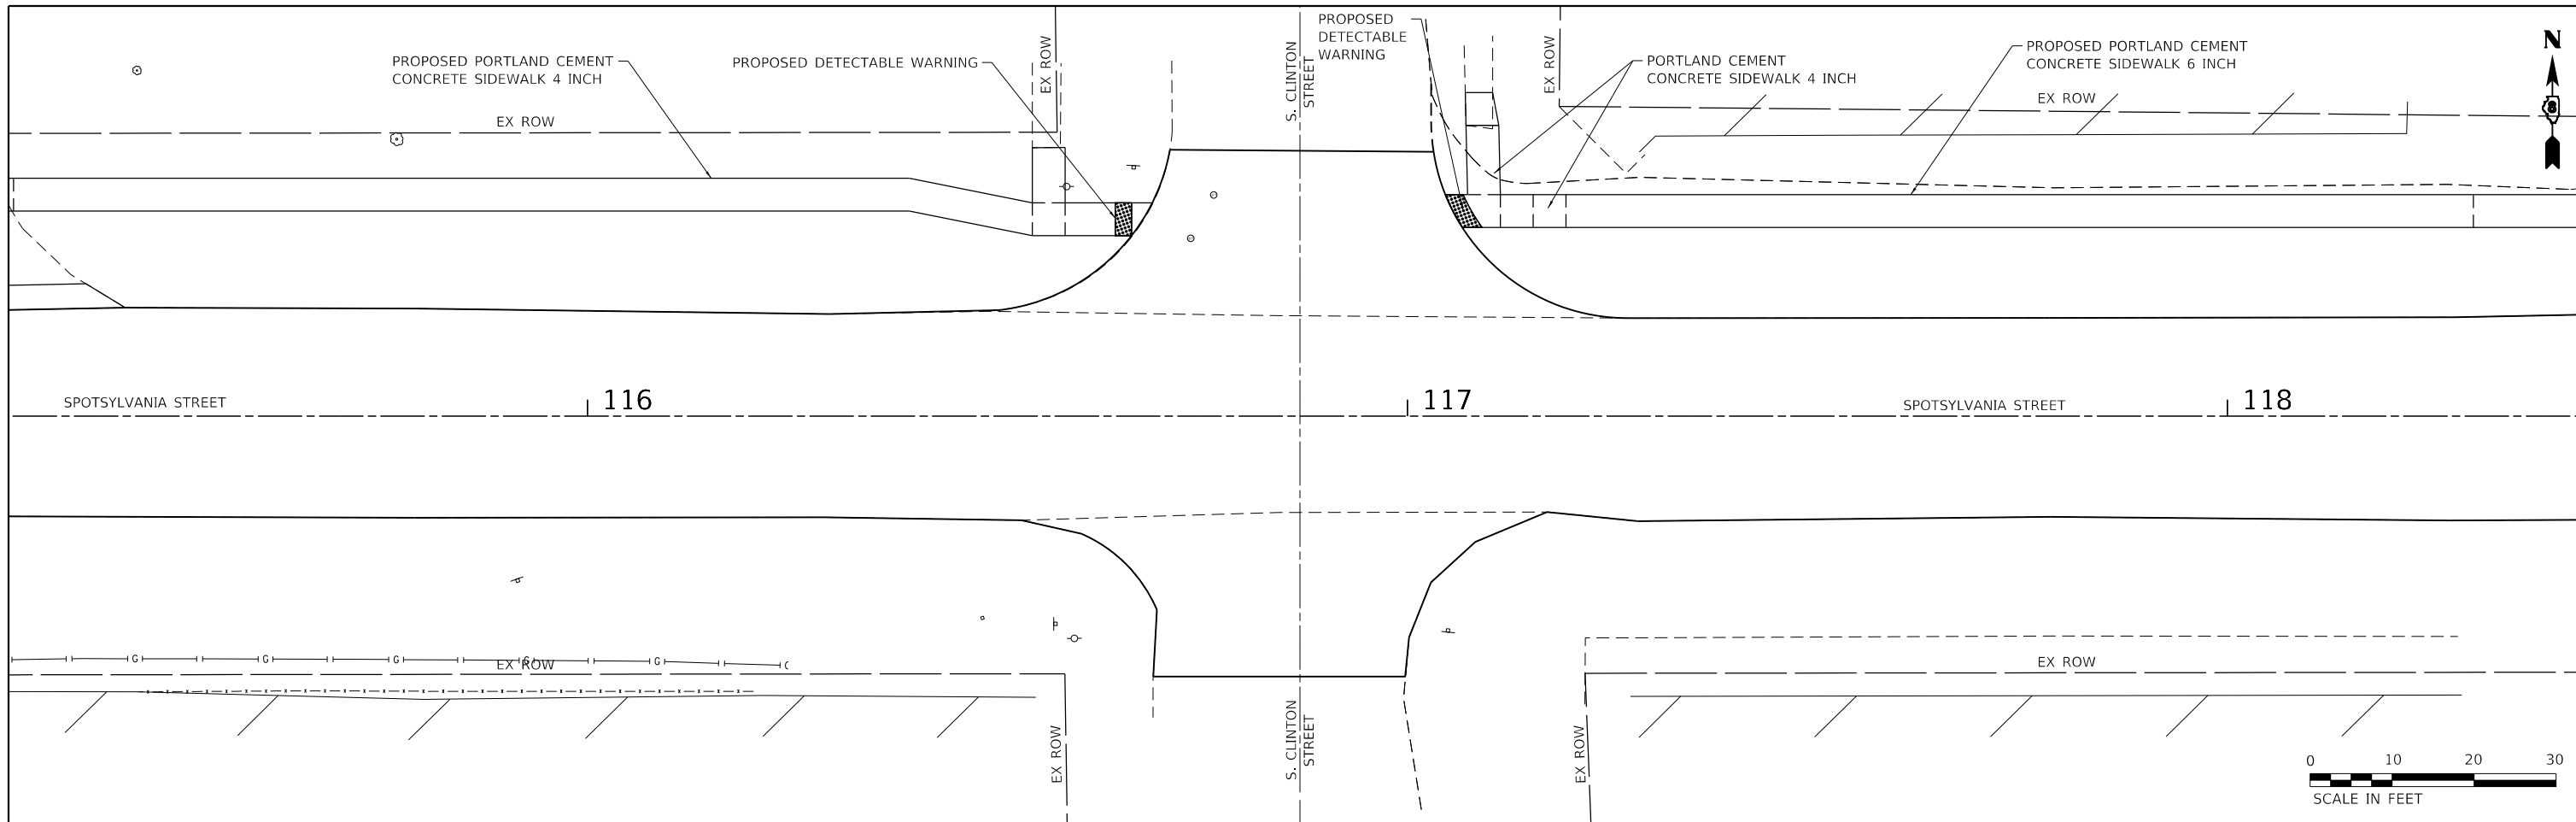 PROPOSED PORTLAND CEMENT
CONCRETE SIDEWALK 4 INCH
PROPOSED DETECTABLE WARNING
EX ROW
S. CLINTON
STREET
PROPOSED
DETECTABLE
WARNING
EX ROW
PORTLAND CEMENT
CONCRETE SIDEWALK 4 INCH
PROPOSED PORTLAND CEMENT
CONCRETE SIDEWALK 6 INCH
N
8
EX ROW
EX ROW
SPOTSYLVANIA STREET
116
117
SPOTSYLVANIA STREET
118
G
G
G
G
G
EX ROW
EX ROW
EX ROW
S. CLINTON
STREET
EX ROW
0 10 20 30
SCALE IN FEET